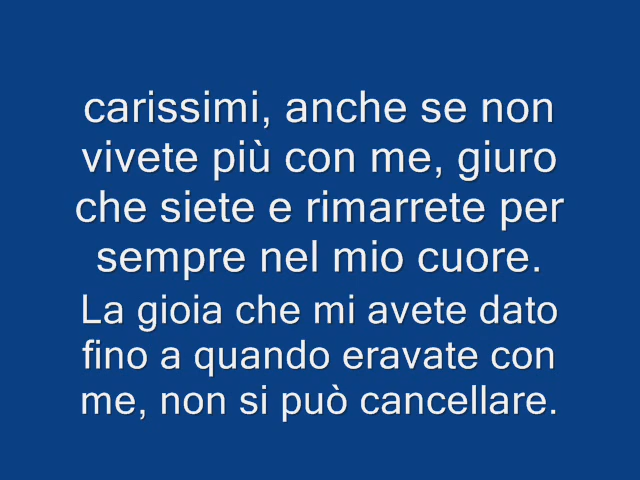 carissimi, anche se non
vivete più con me, giuro
che siete e rimarrete per
sempre nel mio cuore.
La gioia che mi avete dato
fino a quando eravate con
me, non si può cancellare.